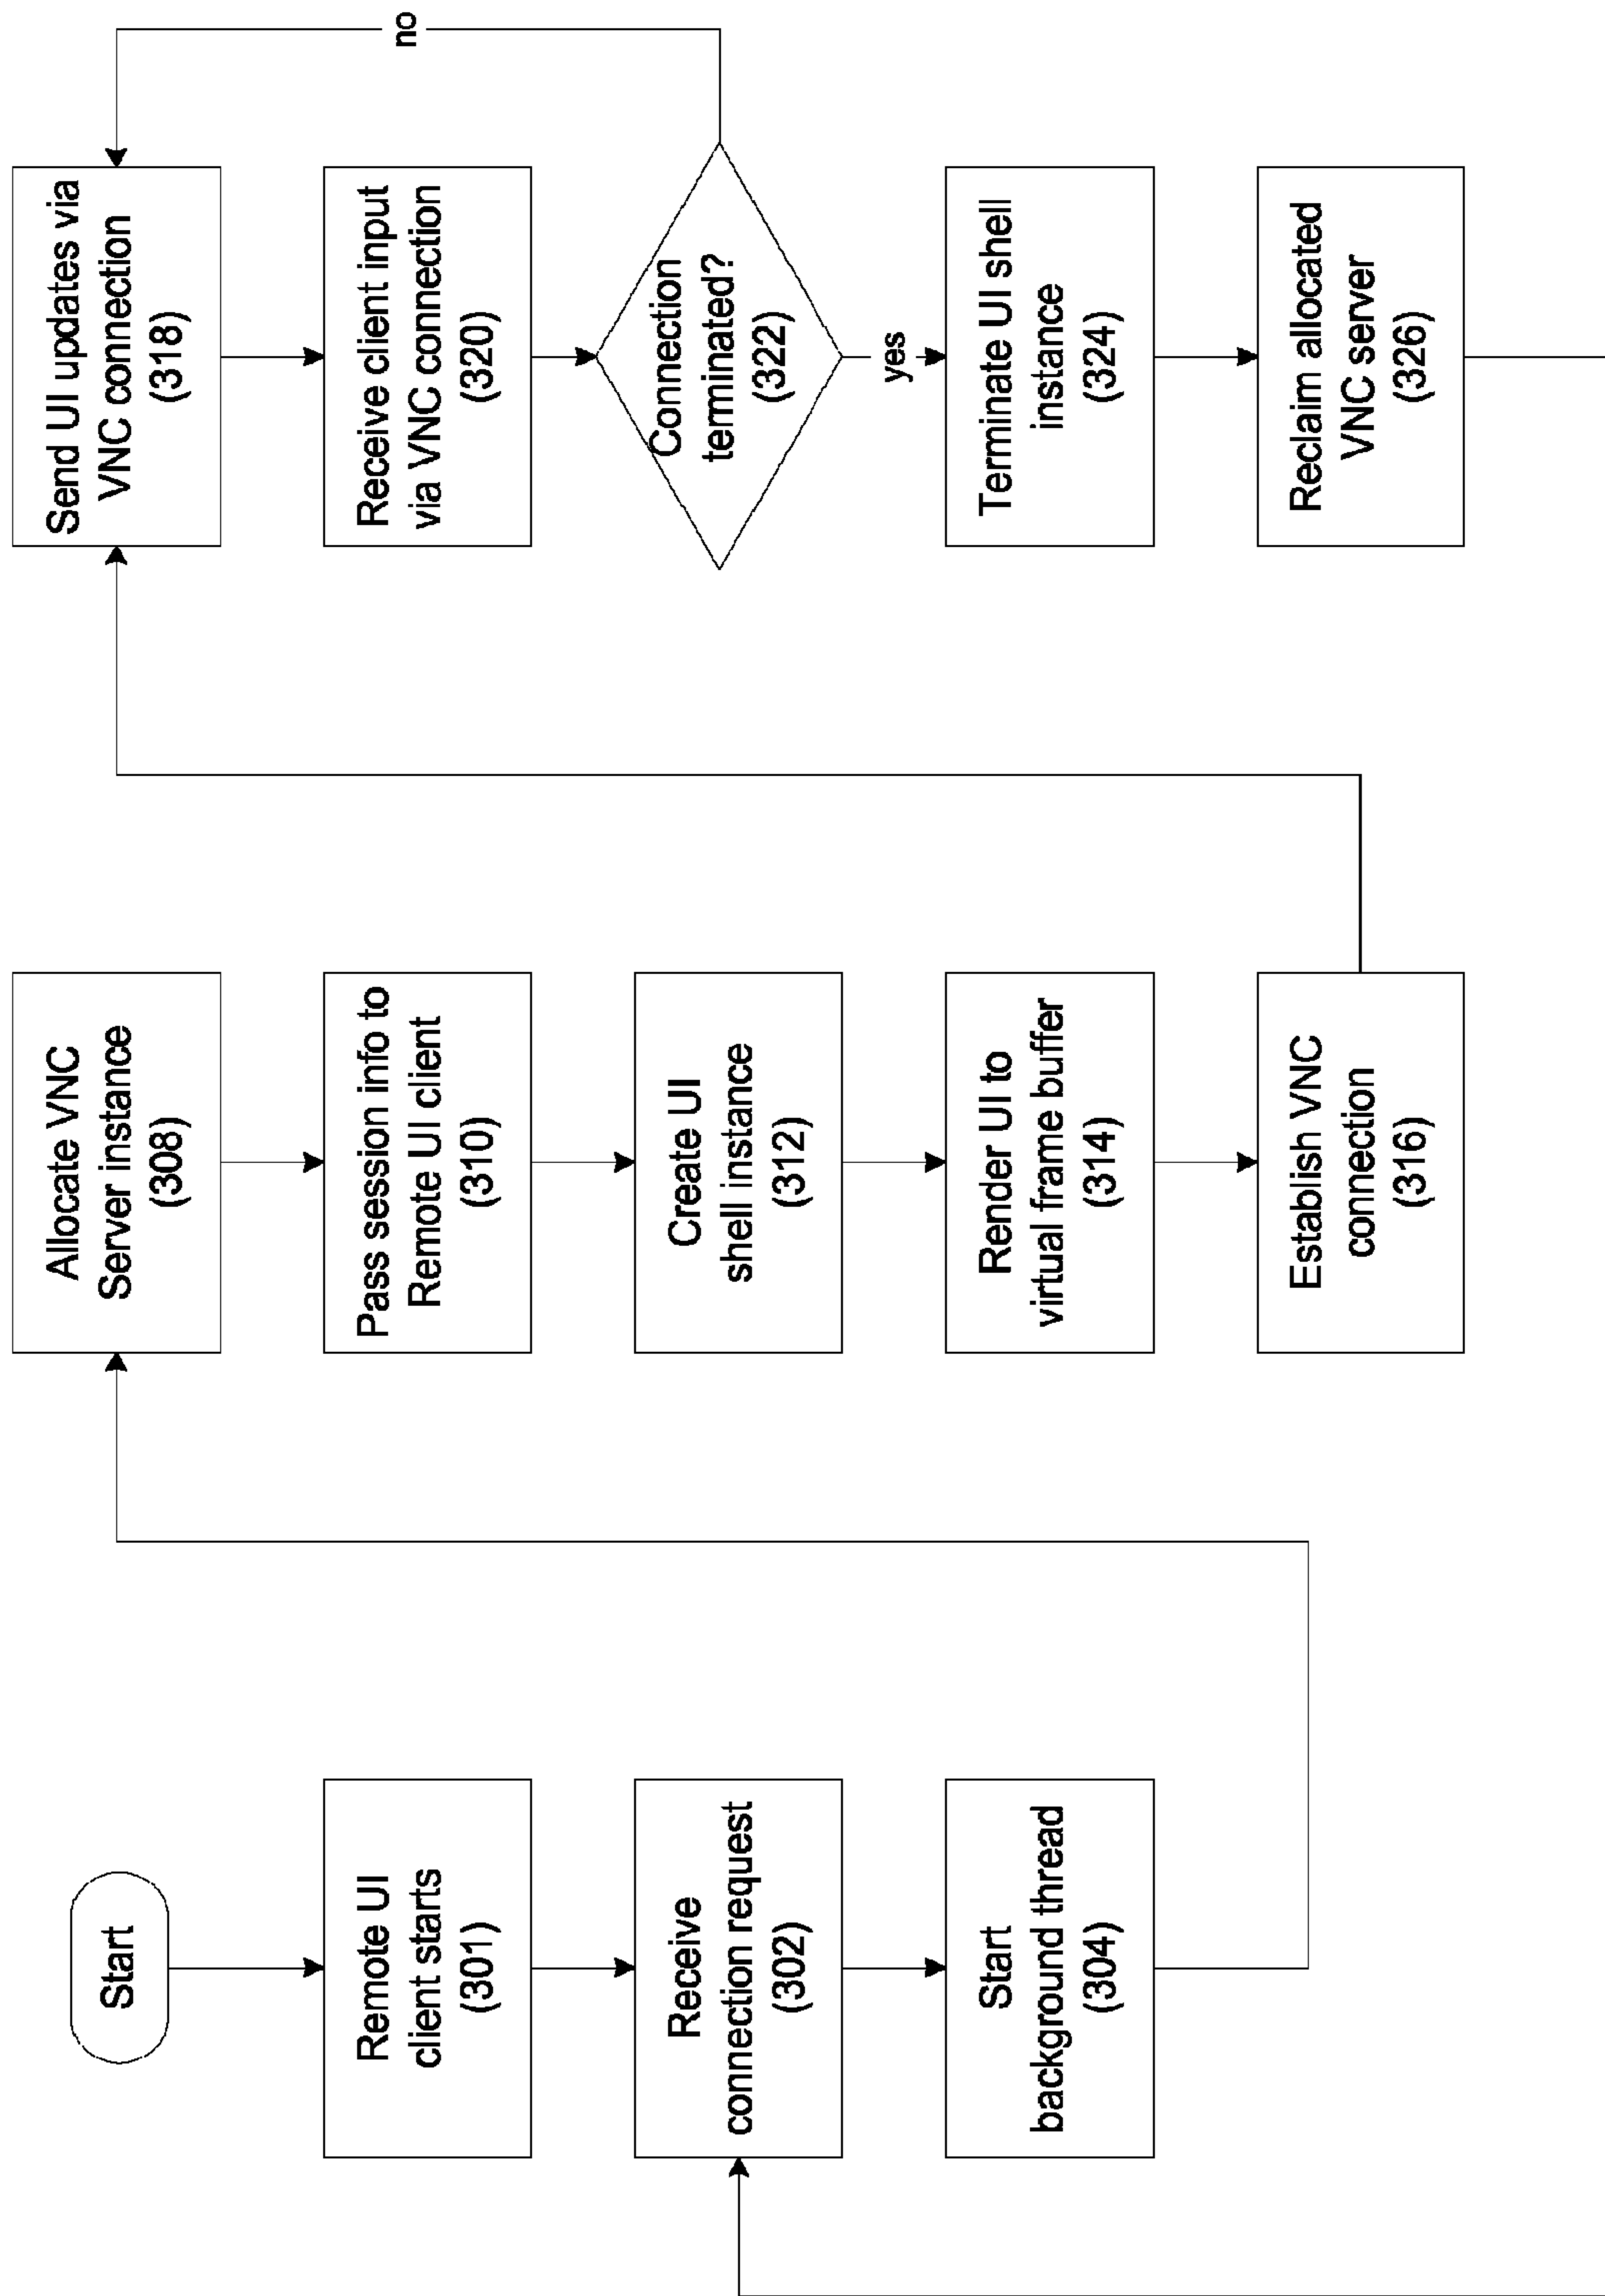 Start
Remote UI
client starts
(301)
Receive
connection request
(302)
Start
background thread
(304)
Allocate VNC
Server instance
(308)
Pass session info to
Remote UI client
(310)
Create UI
shell instance
(312)
Render UI to
virtual frame buffer
(314)
Establish VNC
connection
(316)
Send UI updates via
VNC connection
(318)
Receive client input
via VNC connection
(320)
Connection
terminated?
(322)
no
yes
Terminate UI shell
instance
(324)
Reclaim allocated
VNC server
(326)